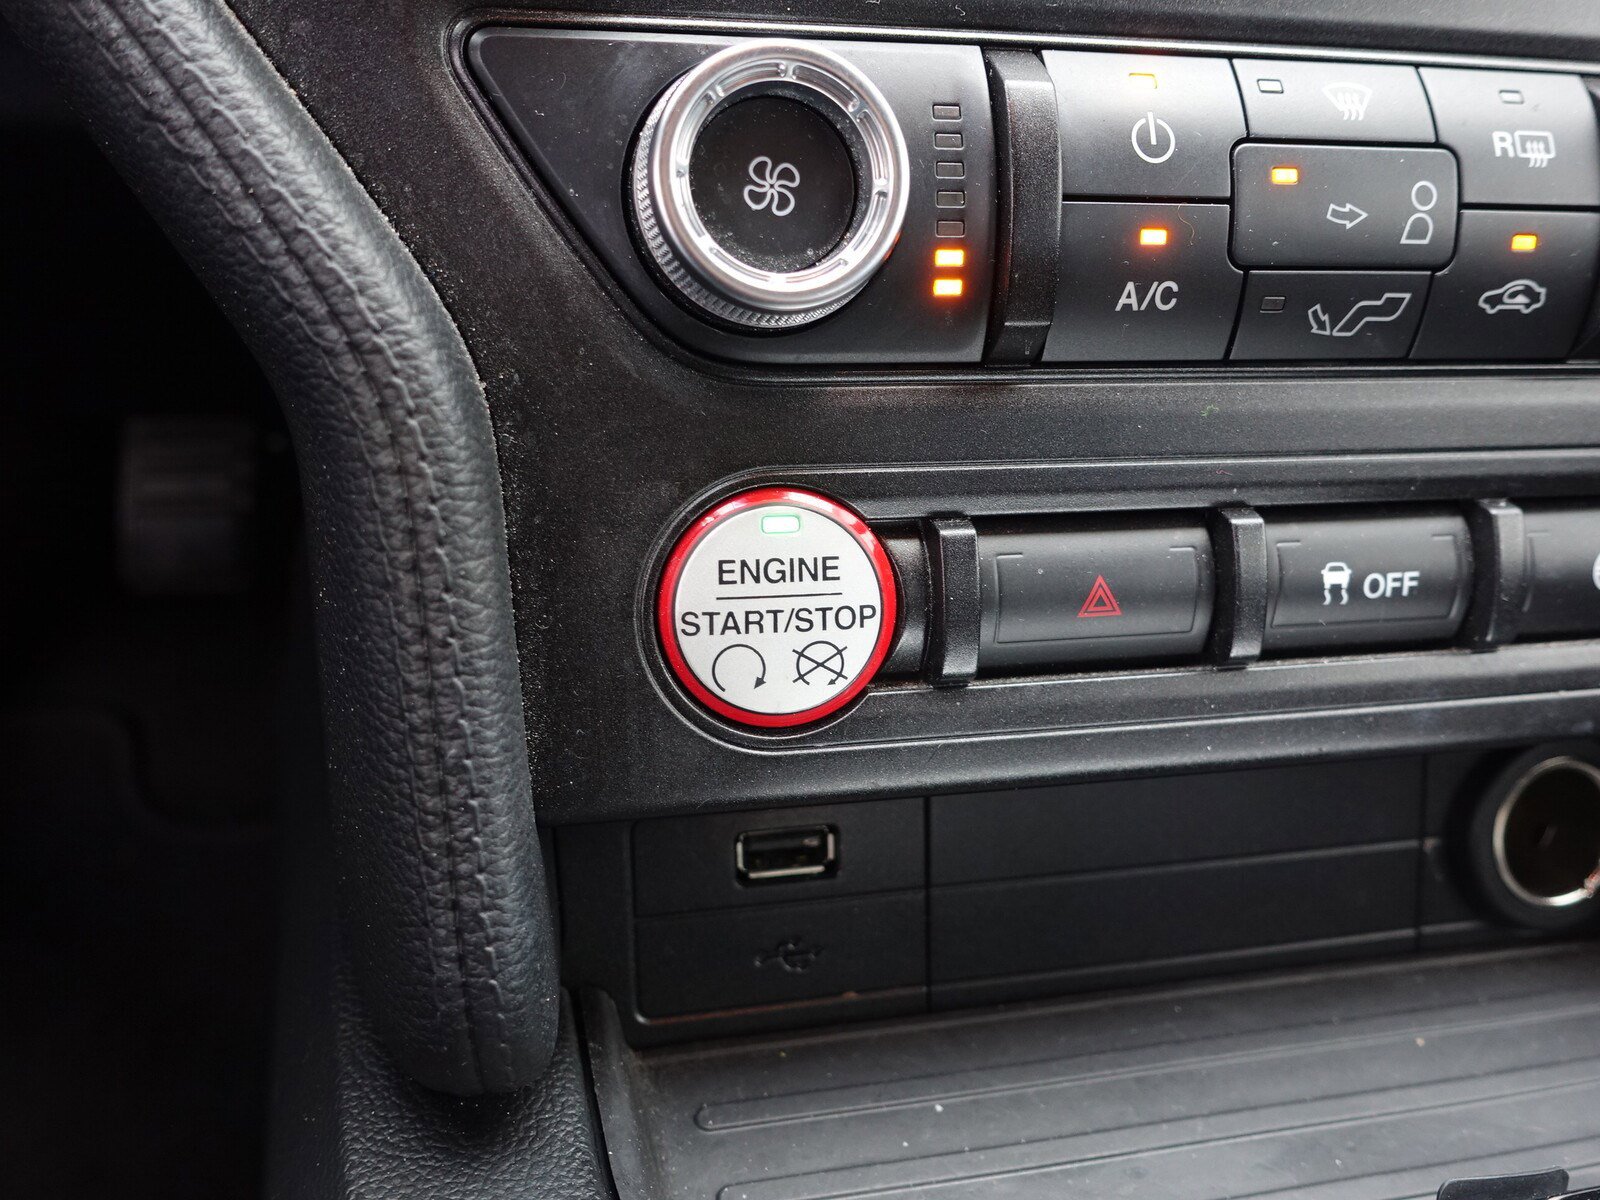 R
A/C
ENGINE
START/STOP
OFF